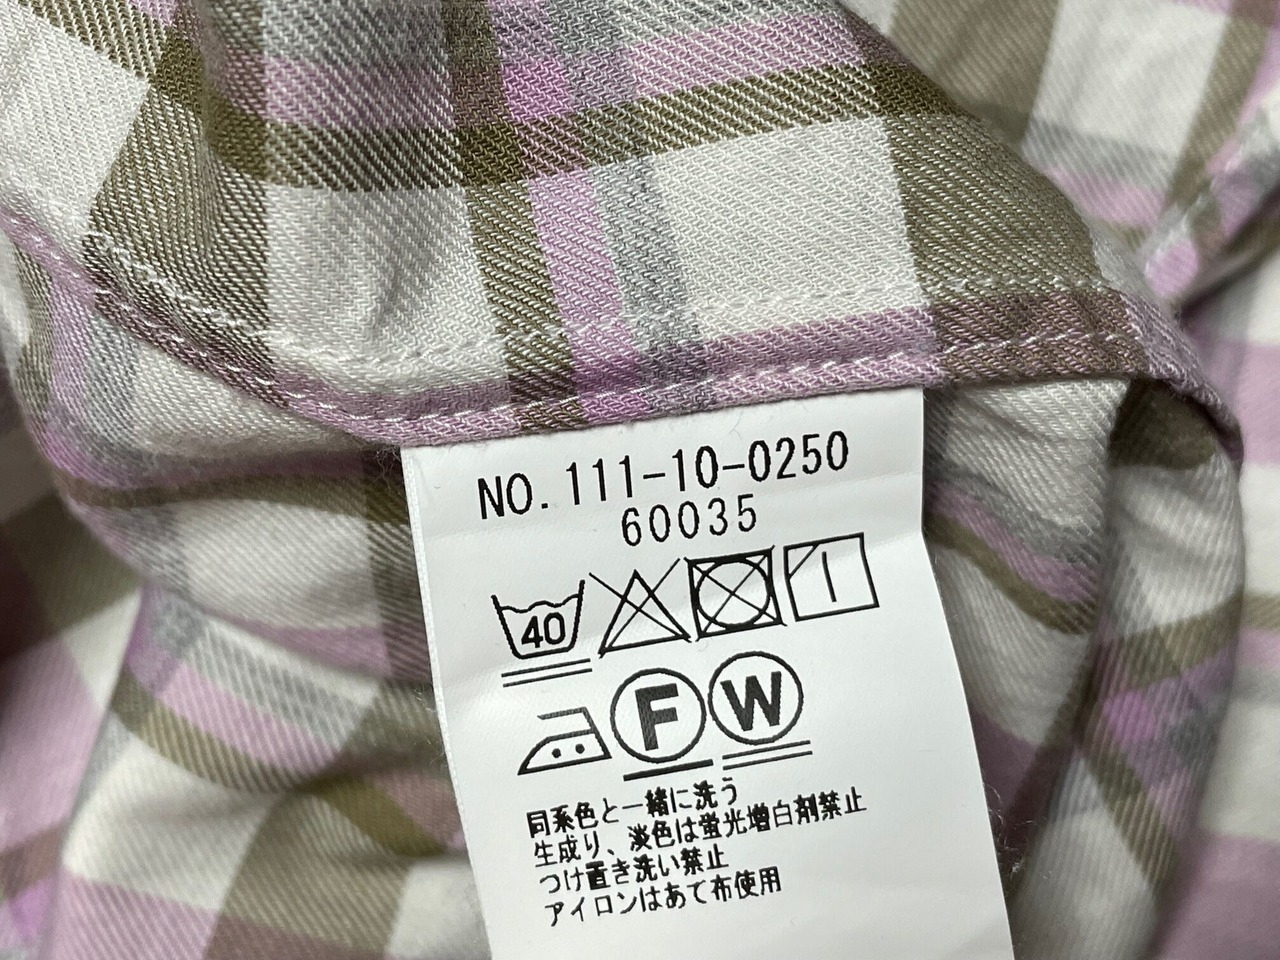 NO. 111-10-0250
60035
40
F W
同系色と一緒に洗う
生成り、淡色は蛍光増白剤禁止
つけ置き洗い禁止
アイロンはあて布使用